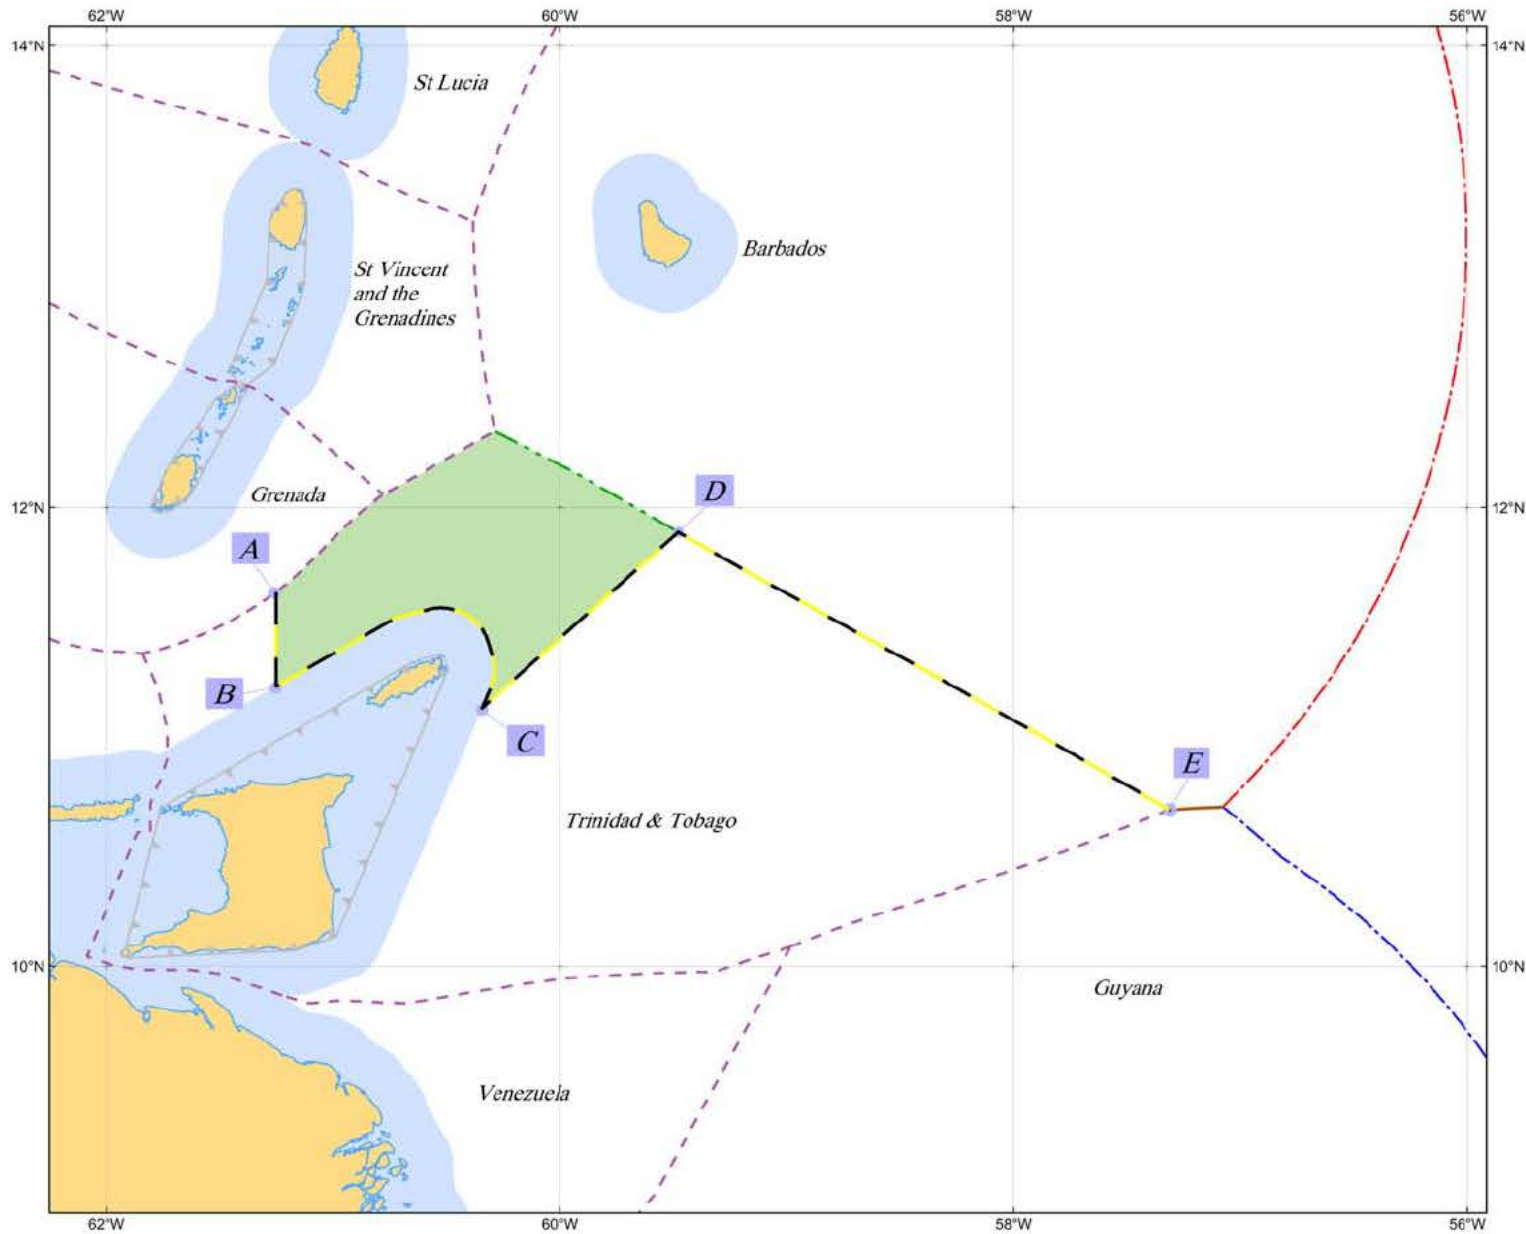 62°W
60°W
58°W
56°W
14°N
14°N
St Lucia
Barbados
St Vincent
and the
Grenadines
Grenada
12°N
12°N
D
A
B
C
E
Trinidad & Tobago
10°N
10°N
Guyana
Venezuela
62°W
60°W
58°W
56°W